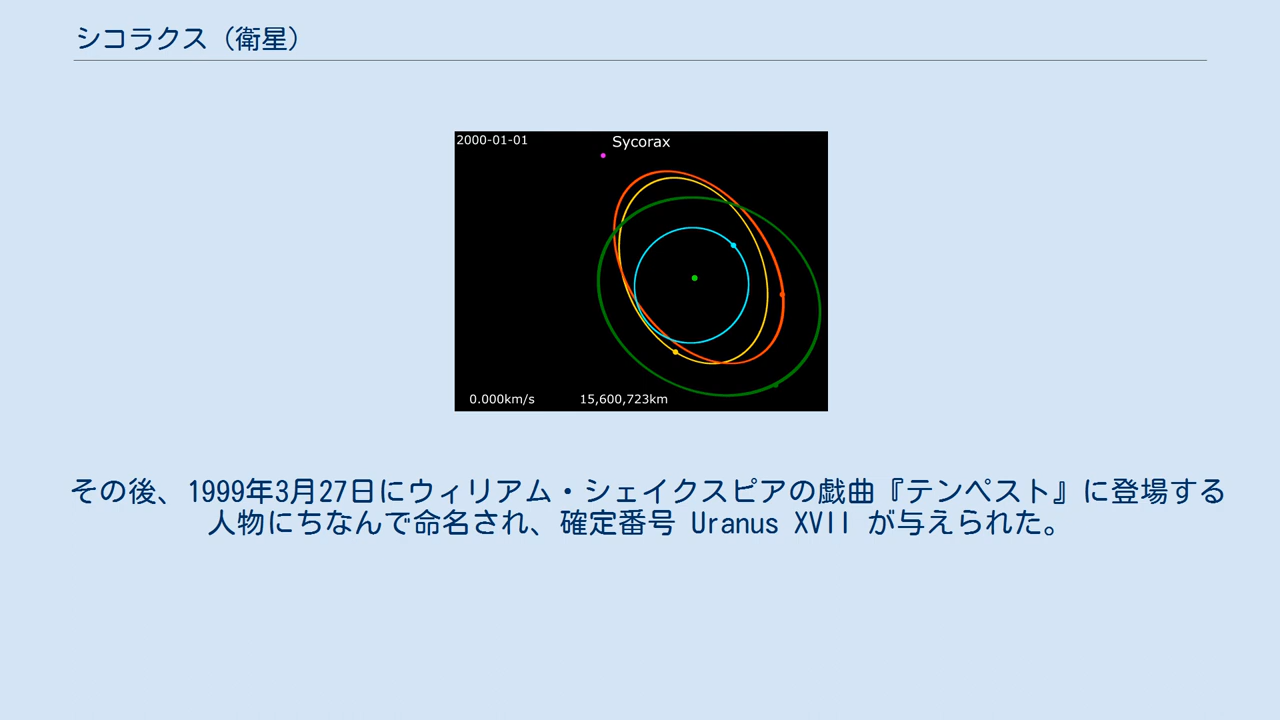 シコラクス（衛星）
2000-01-01
Sycorax
0.000km/s
15,600,723km
その後、1999年3月27日にウィリアム・シェイクスピアの戯曲『テンペスト』に登場する
人物にちなんで命名され、確定番号 Uranus XVII が与えられた。